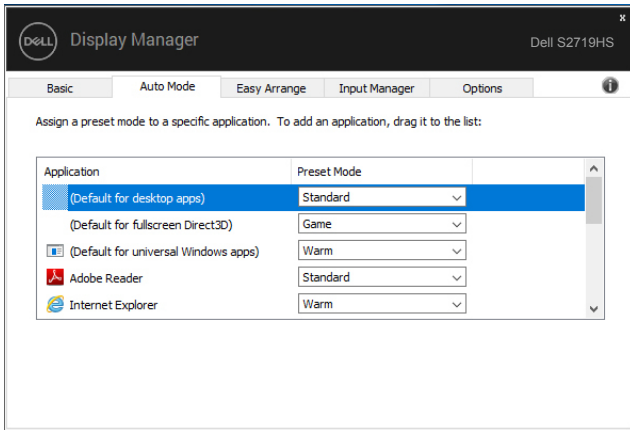 x
DELL Display Manager Dell S2719HS
Basic Auto Mode Easy Arrange Input Manager Options
Assign a preset mode to a specific application. To add an application, drag it to the list:
Application Preset Mode
(Default for desktop apps) Standard
(Default for fullscreen Direct3D) Game
(Default for universal Windows apps) Warm
Adobe Reader Standard
Internet Explorer Warm